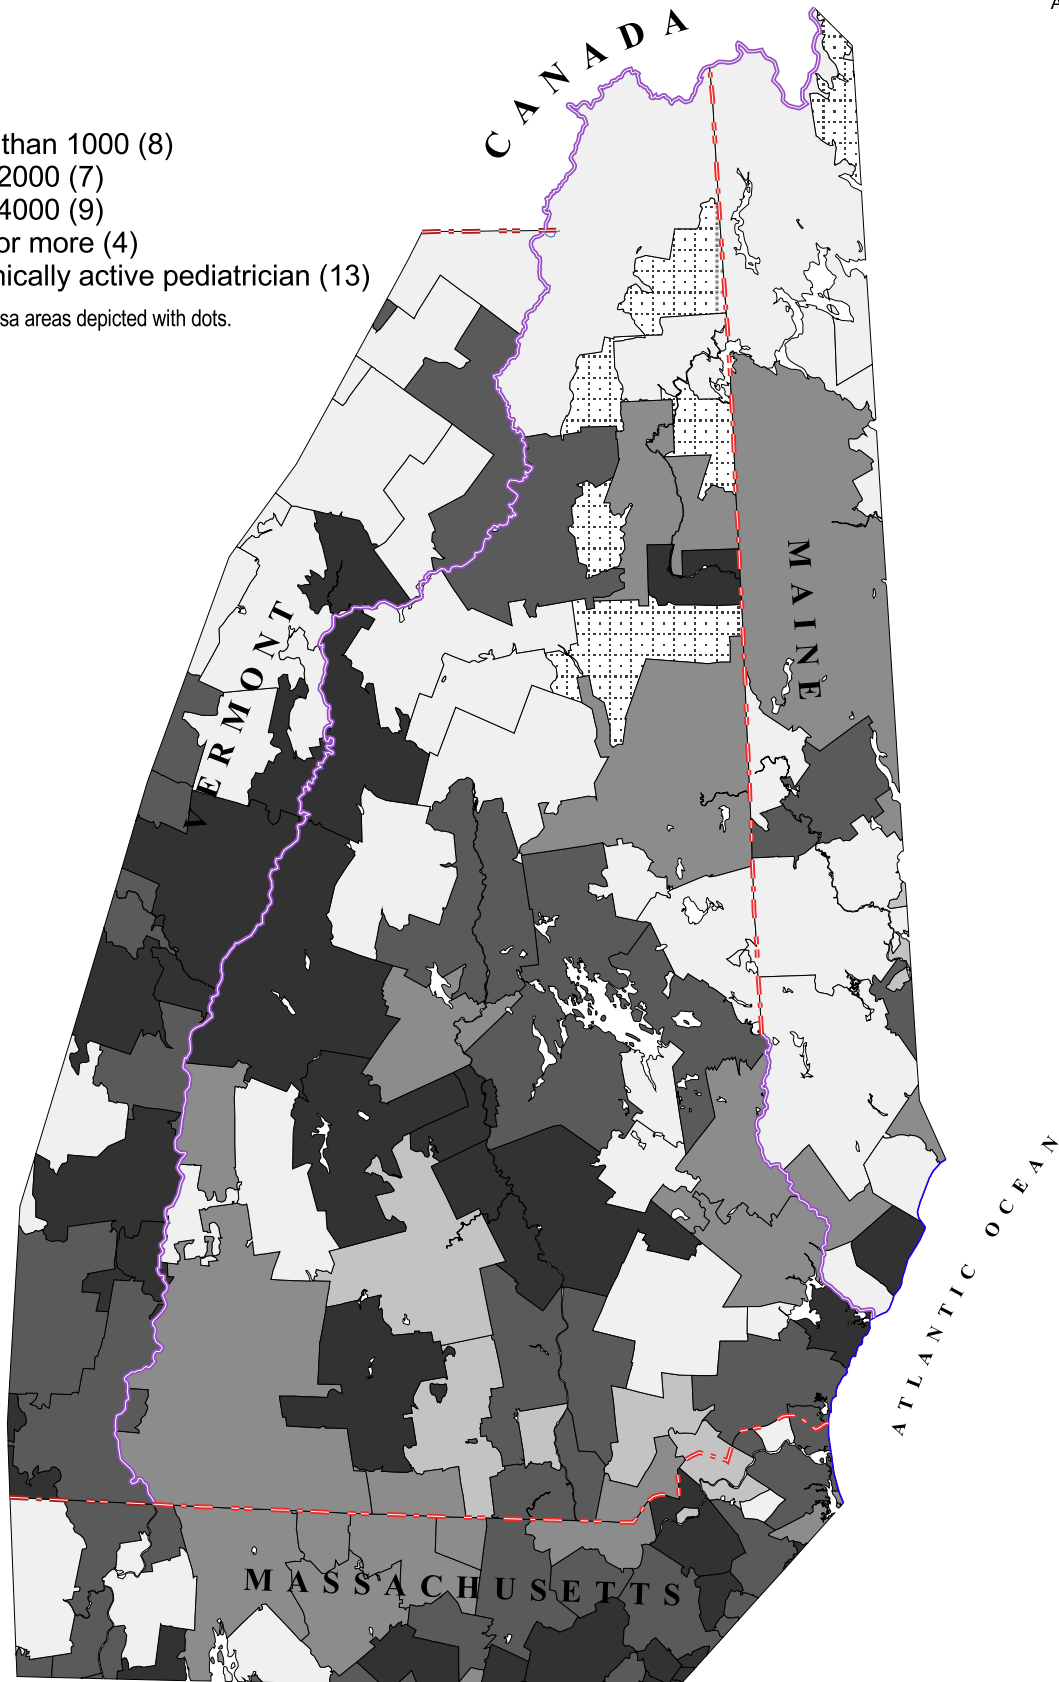 A
CANADA
than 1000 (8)
2000 (7)
4000 (9)
or more (4)
nically active pediatrician (13)
sa areas depicted with dots.
MAINE
VERMONT
ATLANTIC OCEAN
MASSACHUSETTS